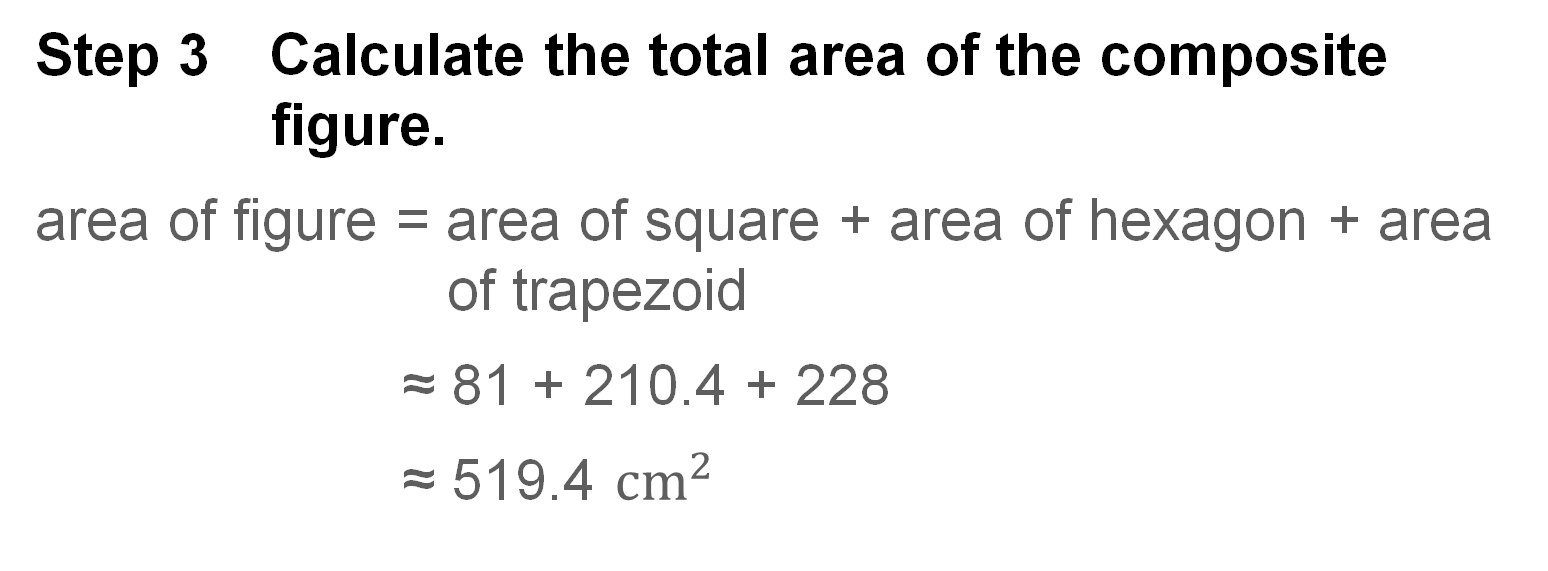 Step 3 Calculate the total area of the composite
figure.
area of figure = area of square + area of hexagon + area
of trapezoid
≈ 81 + 210.4 + 228
≈ 519.4 cm²